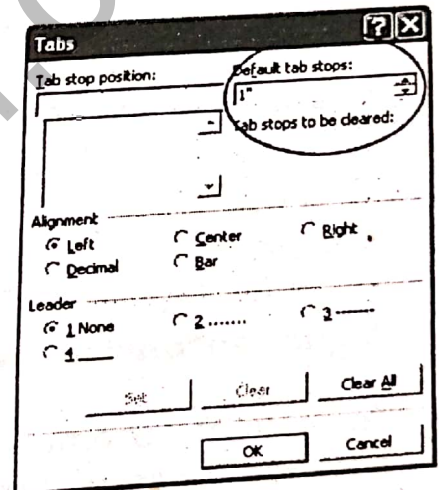 Tabs
Tab stop position:
Default tab stops:
1"
Tab stops to be cleared:
Alignment
Left
Center
Right
Decimal
Bar
Leader
1 None
2 .......
3 ------
4 ____
Set
Clear
Clear All
OK
Cancel